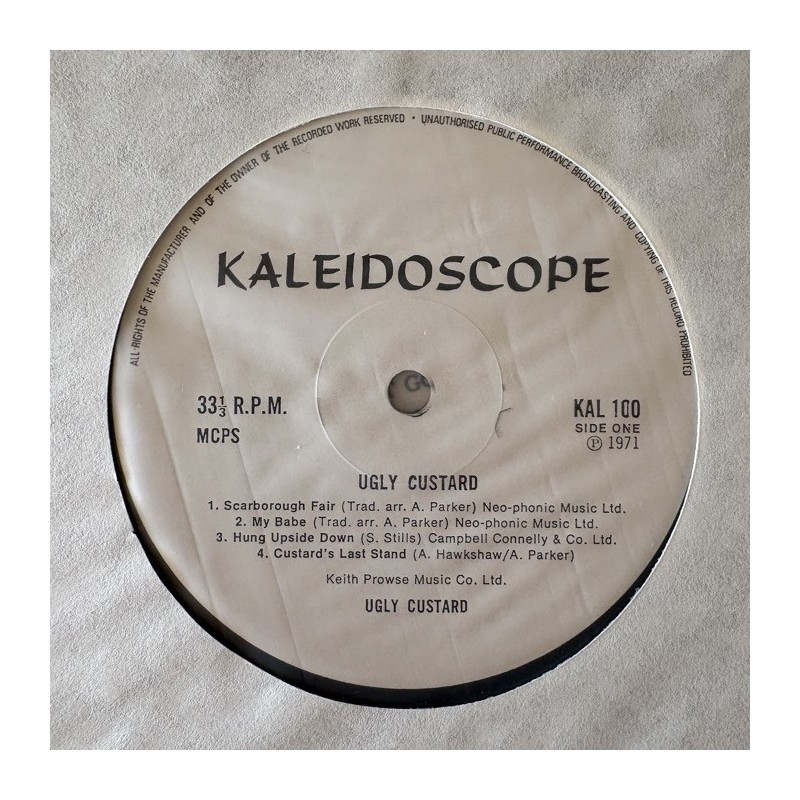 ALL RIGHTS OF THE MANUFACTURER AND OF THE OWNER OF THE RECORDED WORK RESERVED • UNAUTHORISED PUBLIC PERFORMANCE BROADCASTING AND COPYING OF THIS RECORD PROHIBITED
KALEIDOSCOPE
33⅓ R.P.M.
MCPS
KAL 100
SIDE ONE
Ⓟ 1971
UGLY CUSTARD
1. Scarborough Fair (Trad. arr. A. Parker) Neo-phonic Music Ltd.
2. My Babe (Trad. arr. A. Parker) Neo-phonic Music Ltd.
3. Hung Upside Down (S. Stills) Campbell Connelly & Co. Ltd.
4. Custard's Last Stand (A. Hawkshaw/A. Parker)
Keith Prowse Music Co. Ltd.
UGLY CUSTARD